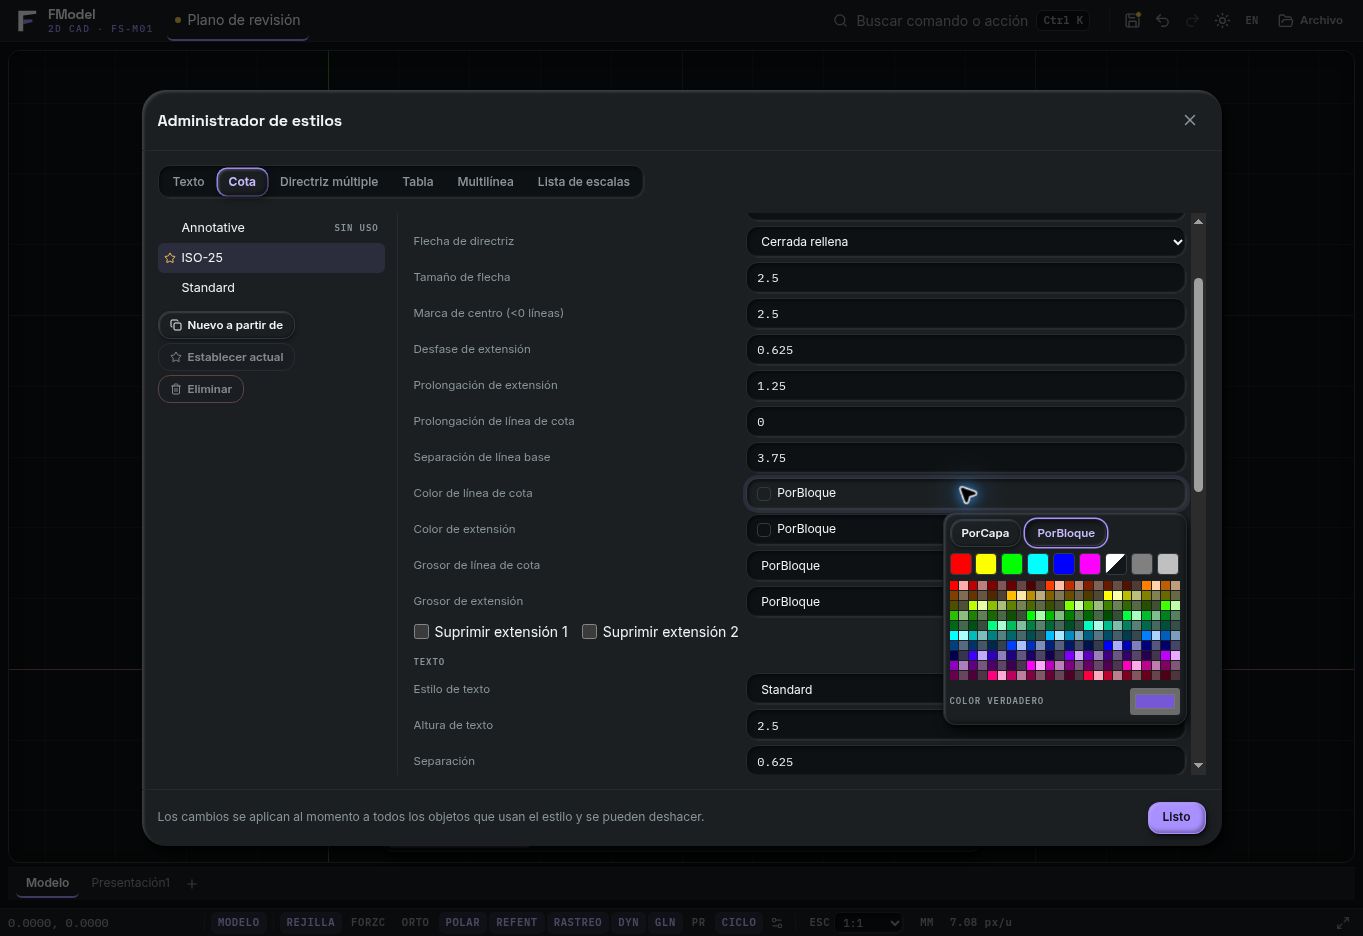 FModel
2D CAD · FS-M01
Plano de revisión
Buscar comando o acción
Ctrl K
EN
Archivo
Administrador de estilos
Texto
Cota
Directriz múltiple
Tabla
Multilínea
Lista de escalas
Annotative
SIN USO
ISO-25
Standard
Nuevo a partir de
Establecer actual
Eliminar
Flecha de directriz
Cerrada rellena
Tamaño de flecha
2.5
Marca de centro (<0 líneas)
2.5
Desfase de extensión
0.625
Prolongación de extensión
1.25
Prolongación de línea de cota
0
Separación de línea base
3.75
Color de línea de cota
PorBloque
Color de extensión
PorBloque
Grosor de línea de cota
PorBloque
Grosor de extensión
PorBloque
Suprimir extensión 1
Suprimir extensión 2
TEXTO
Estilo de texto
Standard
Altura de texto
2.5
Separación
0.625
PorCapa
PorBloque
COLOR VERDADERO
Los cambios se aplican al momento a todos los objetos que usan el estilo y se pueden deshacer.
Listo
Modelo
Presentación1
+
0.0000, 0.0000
MODELO
REJILLA
FORZC
ORTO
POLAR
REFENT
RASTREO
DYN
GLN
PR
CICLO
ESC
1:1
MM
7.08 px/u